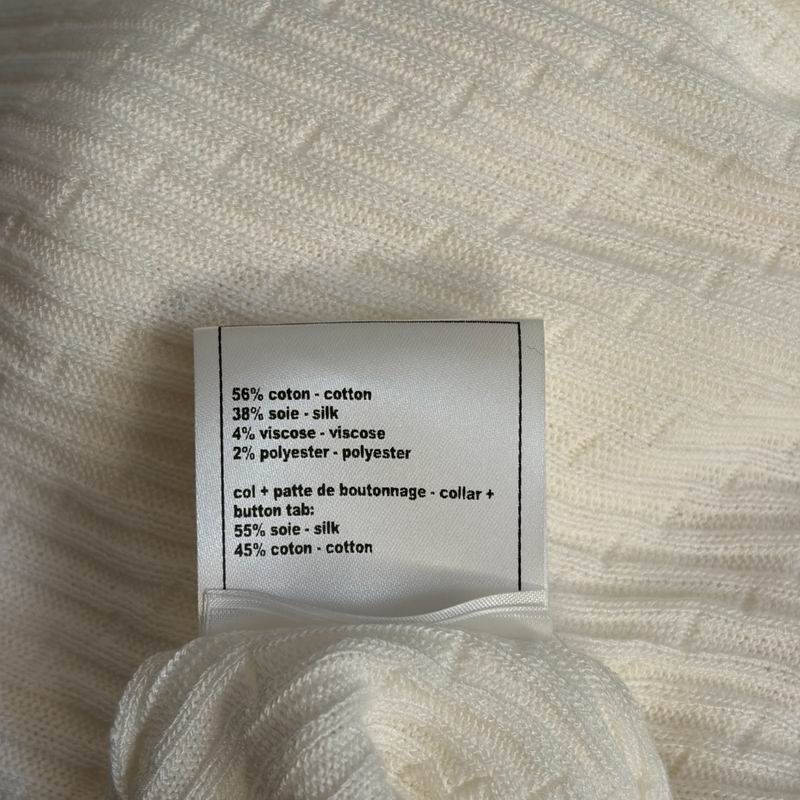 56% coton - cotton
38% soie - silk
4% viscose - viscose
2% polyester - polyester
col + patte de boutonnage - collar +
button tab:
55% soie - silk
45% coton - cotton